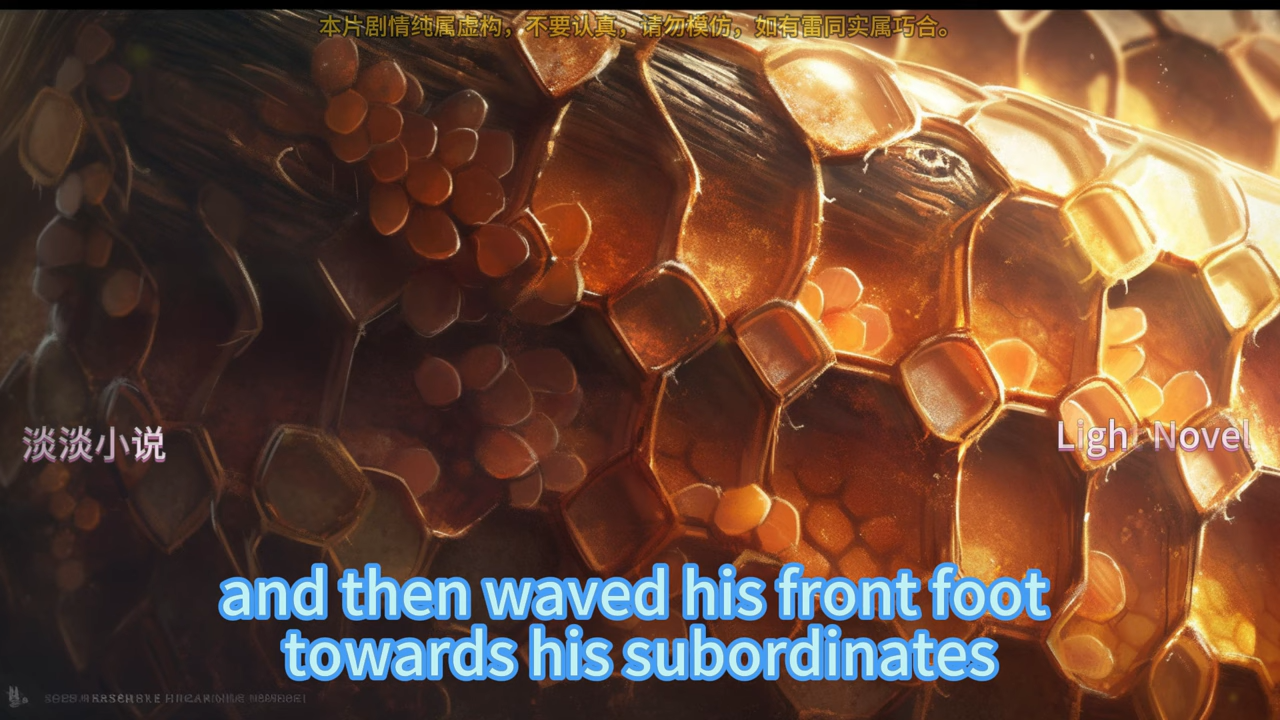 本片剧情纯属虚构，不要认真，请勿模仿，如有雷同实属巧合。
淡淡小说
Ligh Novel
and then waved his front foot
towards his subordinates